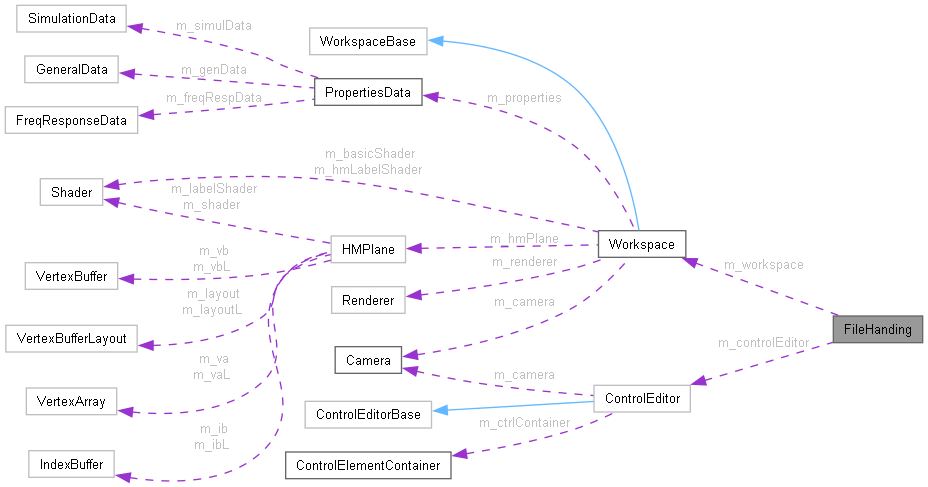 SimulationData
m_simulData
WorkspaceBase
GeneralData
m_genData
PropertiesData
m_properties
m_freqRespData
FreqResponseData
m_basicShader
m_hmLabelShader
Shader
m_labelShader
m_shader
HMPlane
m_hmPlane
Workspace
m_vb
m_vbL
m_renderer
m_workspace
VertexBuffer
m_layout
m_layoutL
Renderer
m_camera
FileHanding
VertexBufferLayout
m_controlEditor
m_va
m_vaL
Camera
m_camera
VertexArray
ControlEditorBase
ControlEditor
m_ctrlContainer
m_ib
m_ibL
IndexBuffer
ControlElementContainer